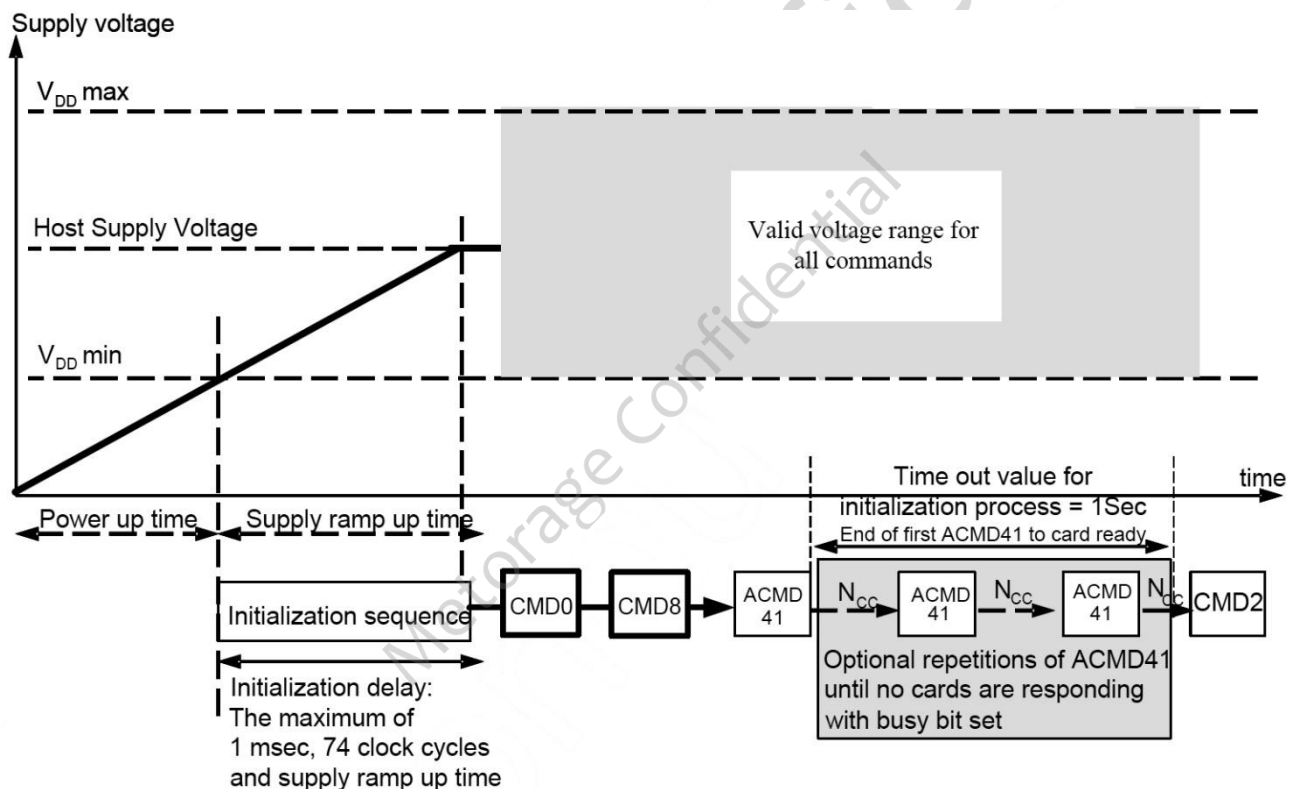 Supply voltage
V_DD max
Host Supply Voltage
Valid voltage range for
all commands
V_DD min
Time out value for
initialization process = 1Sec
End of first ACMD41 to card ready
time
Power up time
Supply ramp up time
Initialization sequence
CMD0
CMD8
ACMD
41
N_CC
ACMD
41
N_CC
ACMD
41
N_CC
CMD2
Optional repetitions of ACMD41
until no cards are responding
with busy bit set
Initialization delay:
The maximum of
1 msec, 74 clock cycles
and supply ramp up time
Metorage Confidential